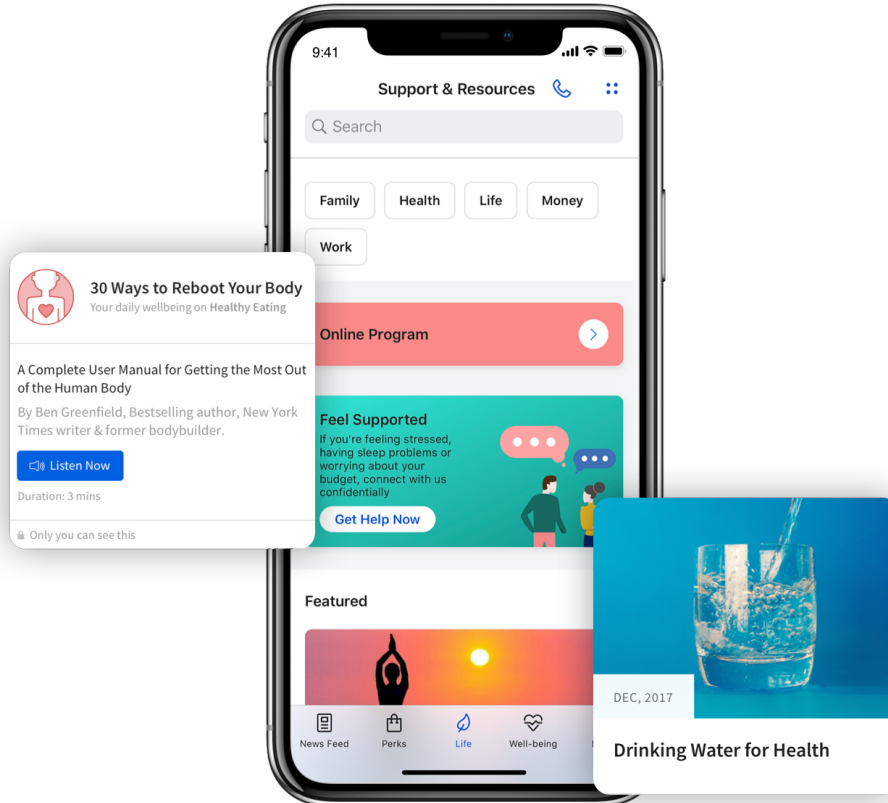 9:41
Support & Resources
Search
Family
Health
Life
Money
Work
30 Ways to Reboot Your Body
Your daily wellbeing on Healthy Eating
A Complete User Manual for Getting the Most Out
of the Human Body
By Ben Greenfield, Bestselling author, New York
Times writer & former bodybuilder.
Listen Now
Duration: 3 mins
Only you can see this
Online Program
Feel Supported
If you're feeling stressed,
having sleep problems or
worrying about your
budget, connect with us
confidentially
Get Help Now
Featured
News Feed
Perks
Life
Well-being
DEC, 2017
Drinking Water for Health